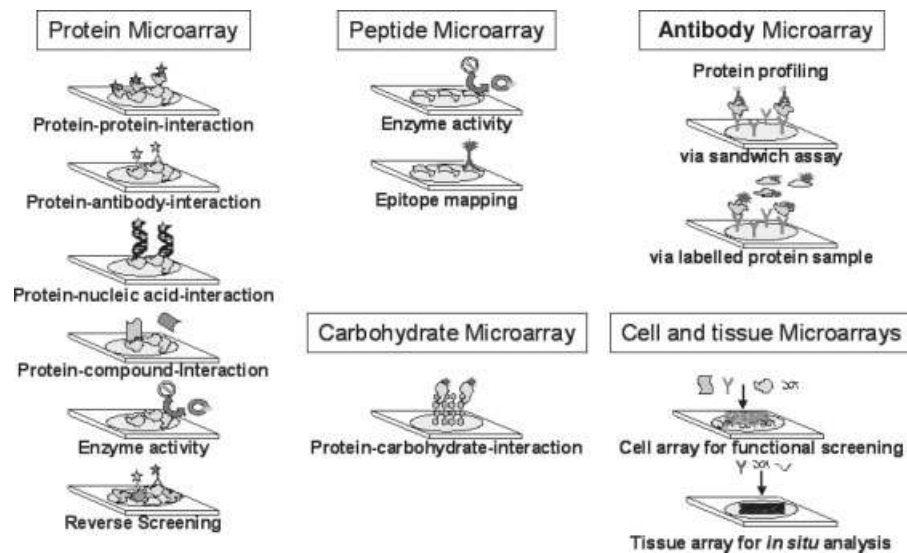 Protein Microarray
Protein-protein-interaction
Protein-antibody-interaction
Protein-nucleic acid-interaction
Protein-compound-Interaction
Enzyme activity
Reverse Screening
Peptide Microarray
Enzyme activity
Epitope mapping
Antibody Microarray
Protein profiling
via sandwich assay
via labelled protein sample
Carbohydrate Microarray
Protein-carbohydrate-interaction
Cell and tissue Microarrays
Cell array for functional screening
Tissue array for in situ analysis